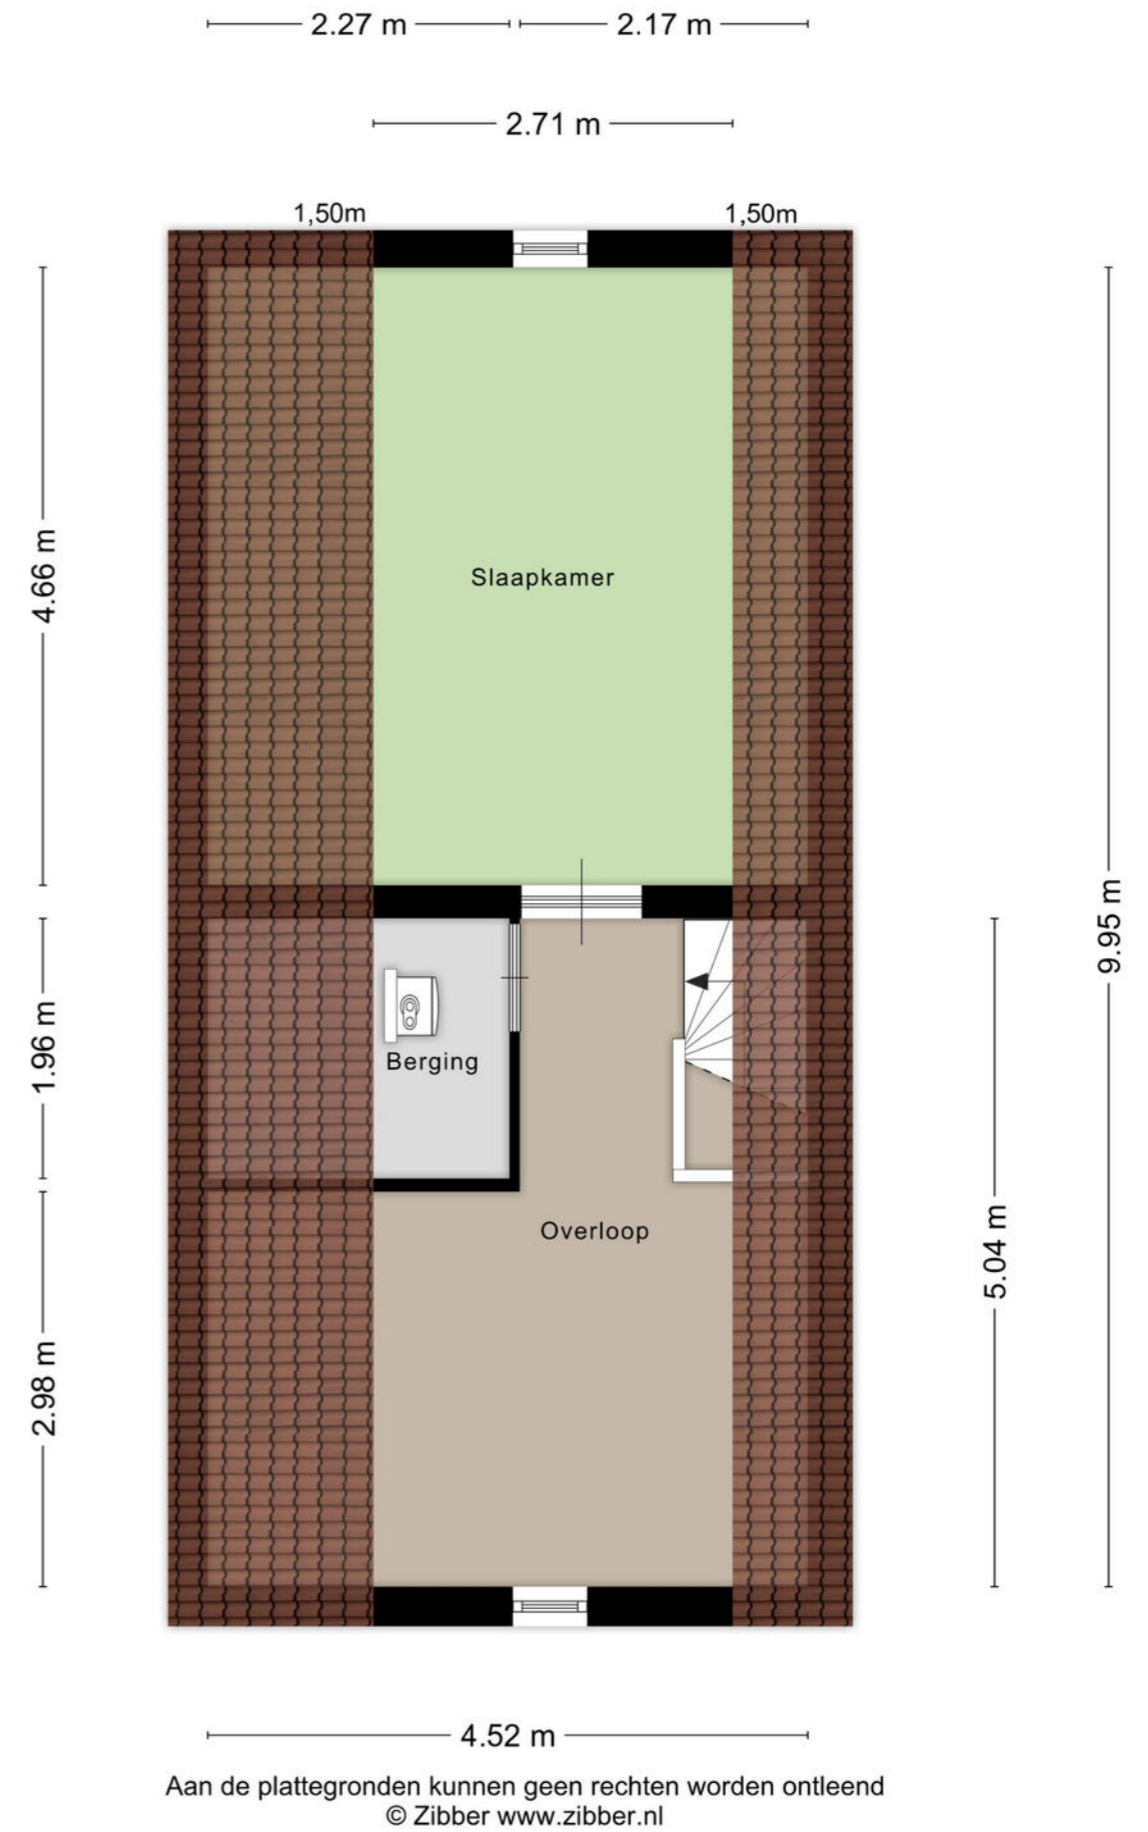 2.27 m
2.17 m
2.71 m
1,50m
1,50m
4.66 m
Slaapkamer
9.95 m
1.96 m
Berging
Overloop
5.04 m
2.98 m
4.52 m
Aan de plattegronden kunnen geen rechten worden ontleend
© Zibber www.zibber.nl